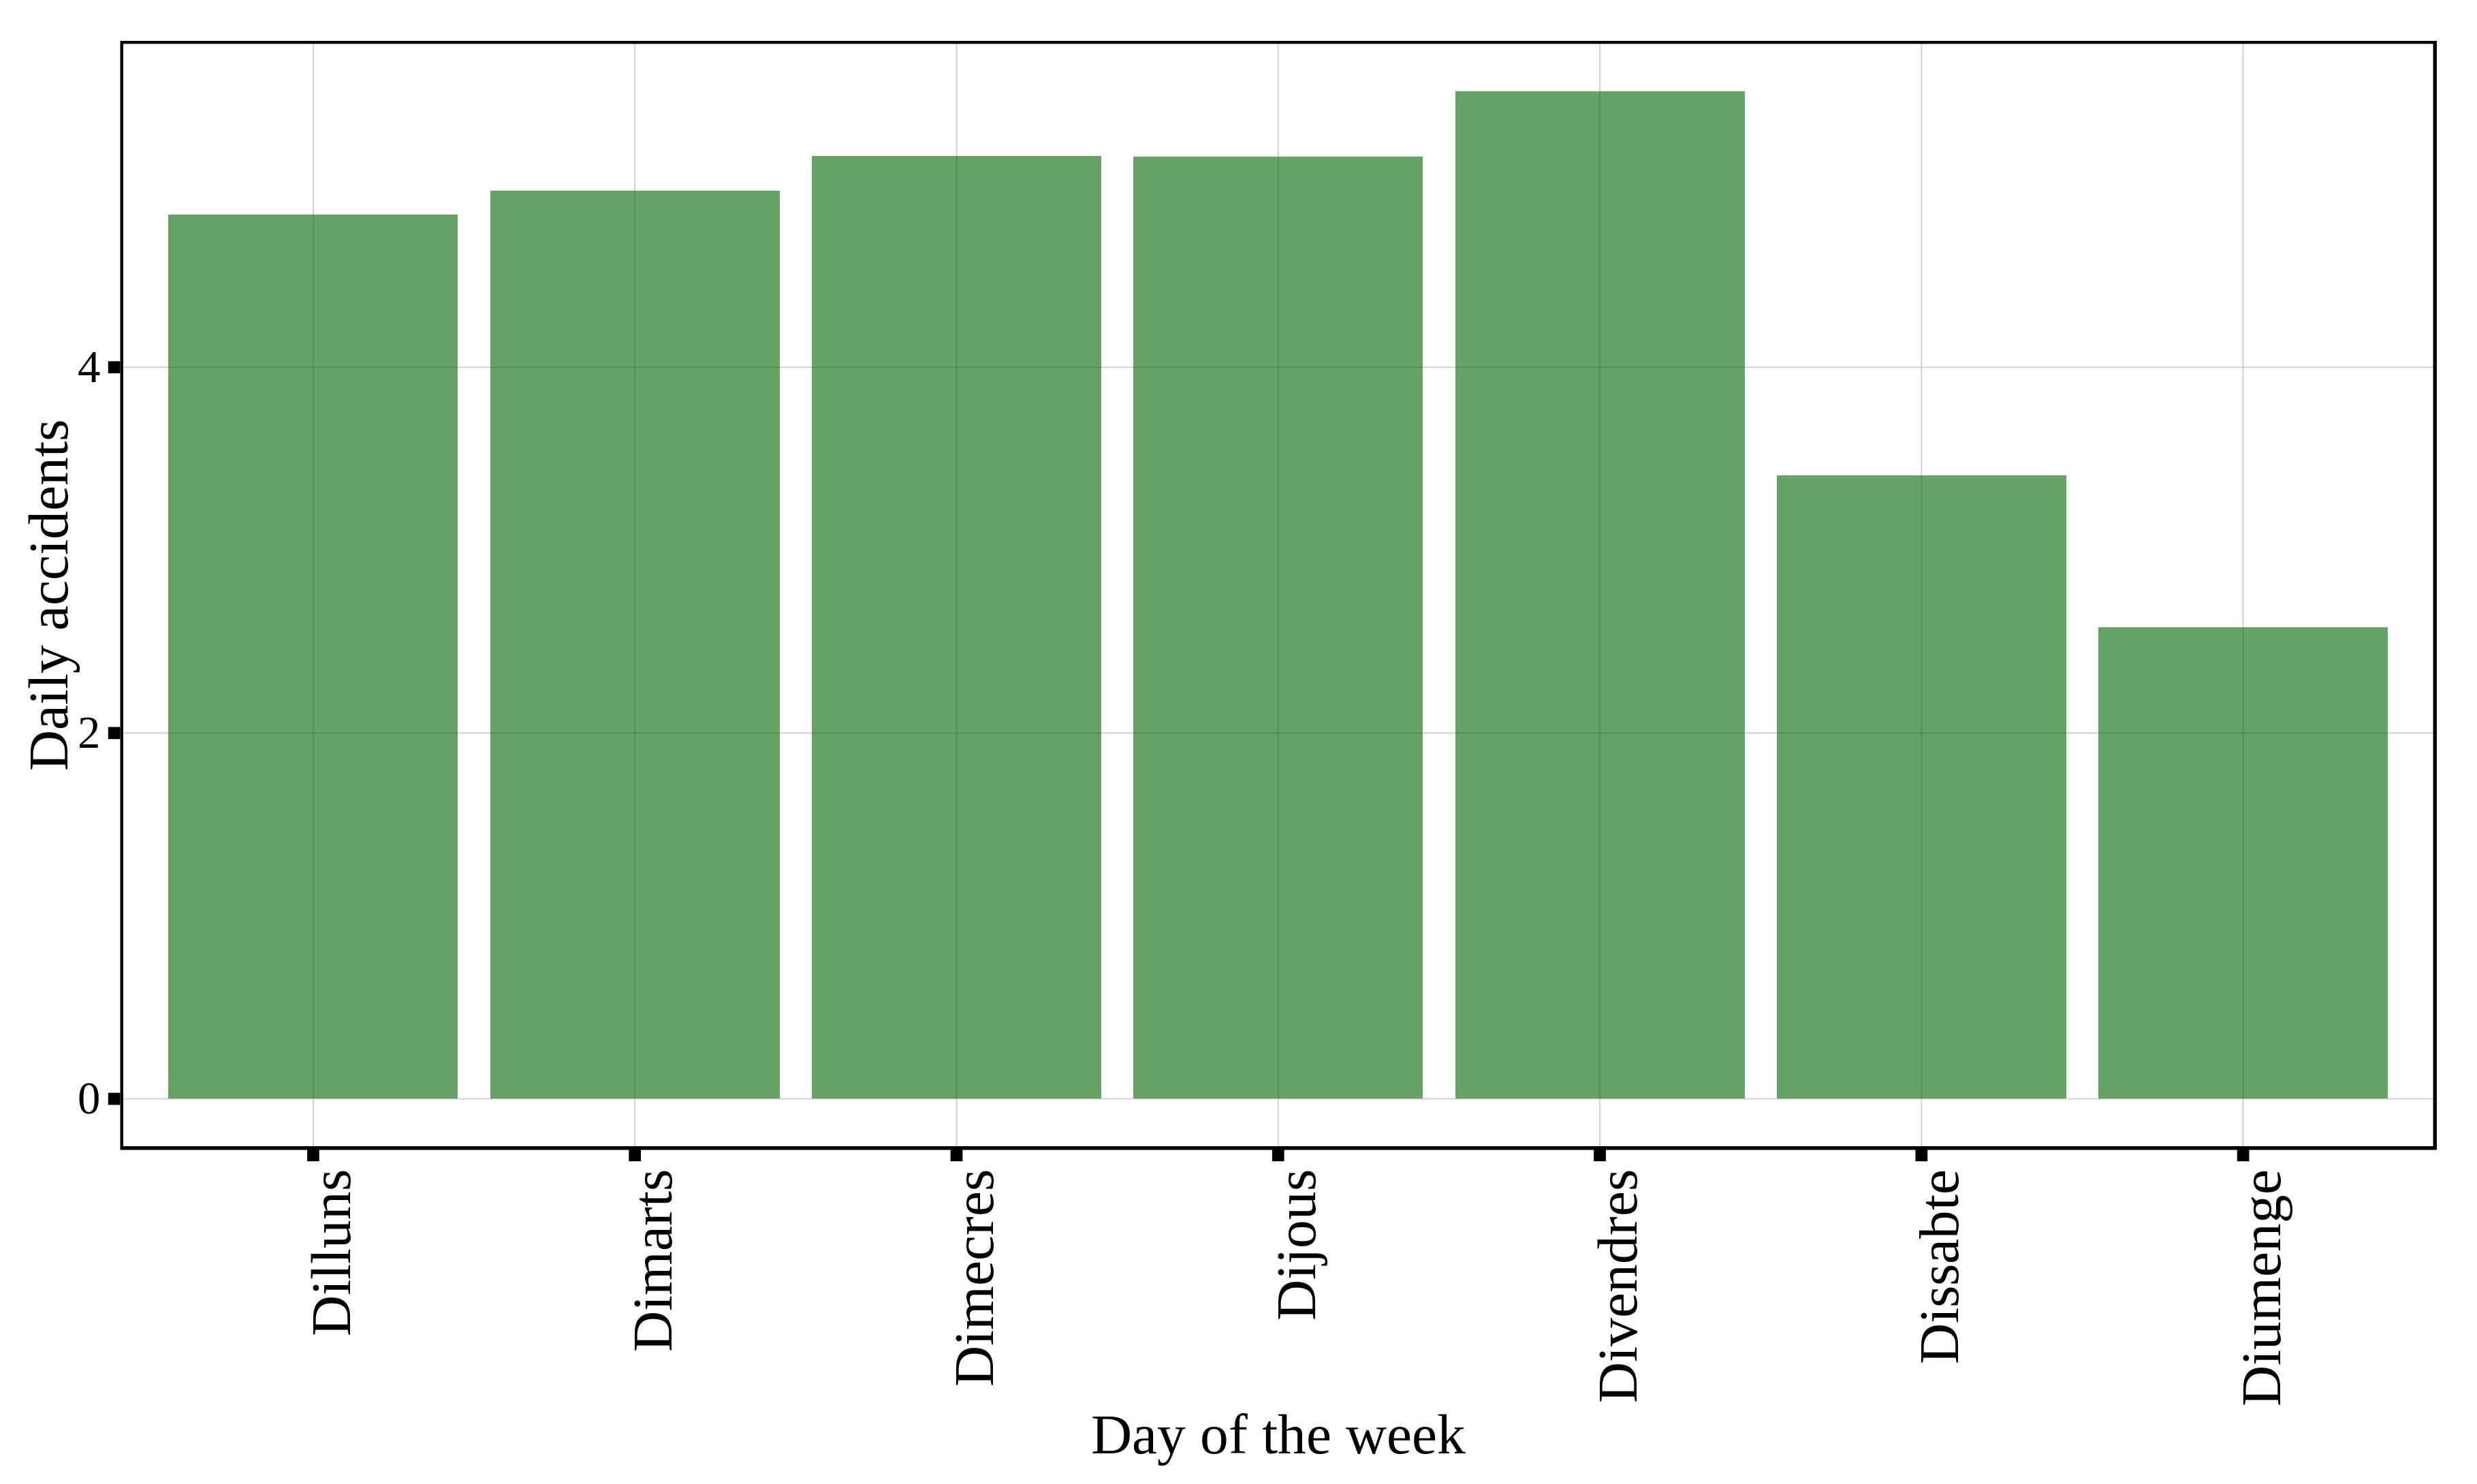 Daily accidents
4
2
0
Dilluns
Dimarts
Dimecres
Dijous
Divendres
Dissabte
Diumenge
Day of the week